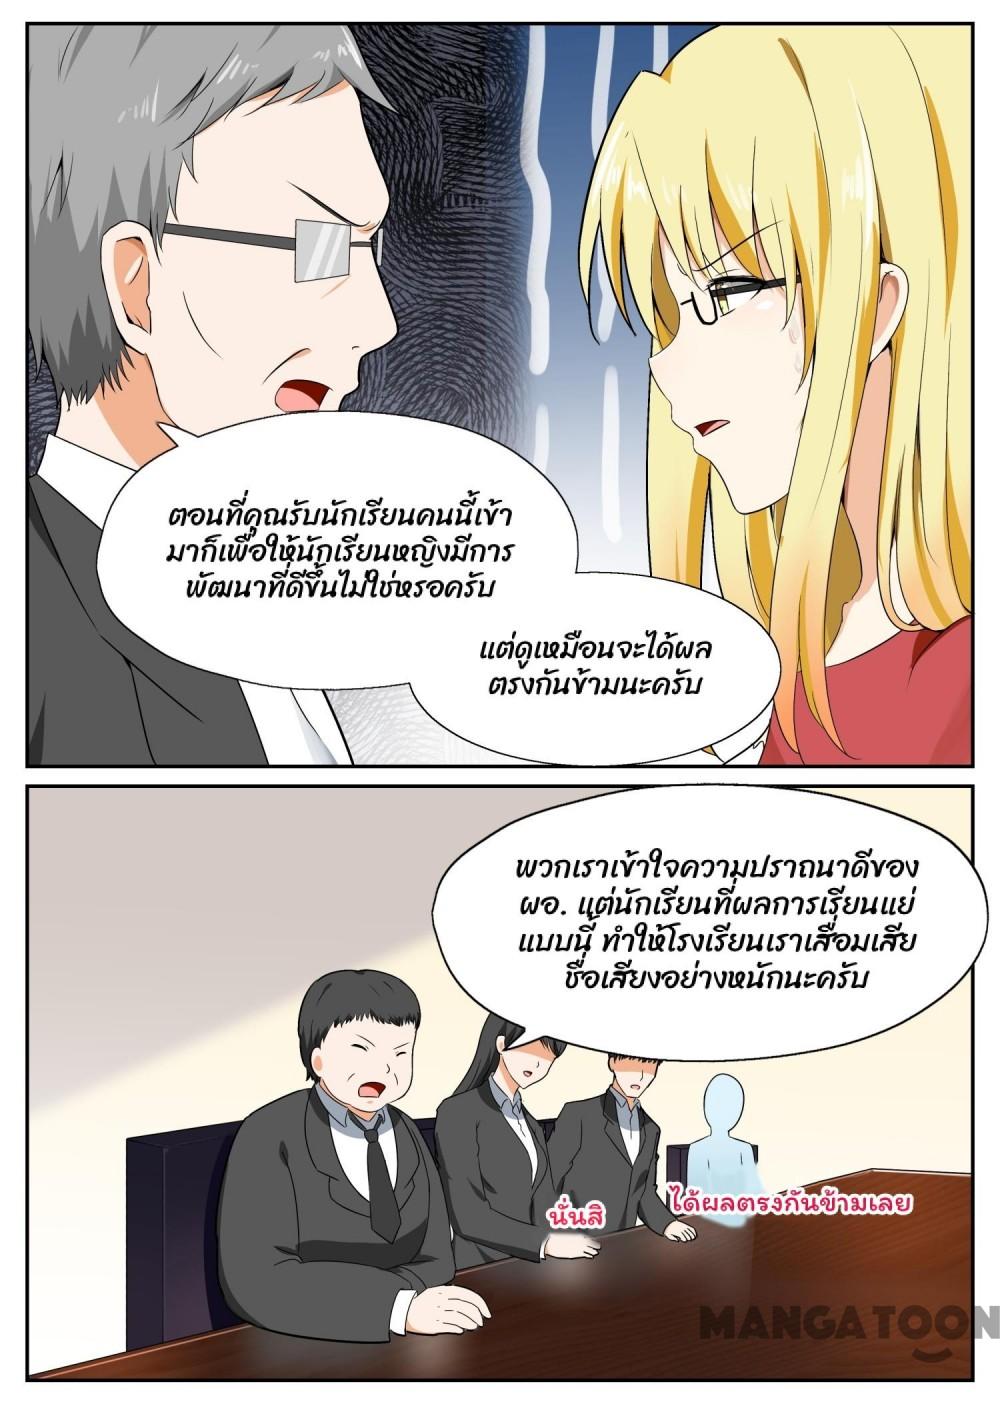 ตอนที่คุณรับนักเรียนคนนี้เข้า
มาก็เพื่อให้นักเรียนหญิงมีการ
พัฒนาที่ดีขึ้นไม่ใช่หรอครับ
แต่ดูเหมือนจะได้ผล
ตรงกันข้ามนะครับ
พวกเราเข้าใจความปราถนาดีของ
ผอ. แต่นักเรียนที่ผลการเรียนแย่
แบบนี้ ทำให้โรงเรียนเราเสื่อมเสีย
ชื่อเสียงอย่างหนักนะครับ
นั่นสิ
ได้ผลตรงกันข้ามเลย
MANGATOON